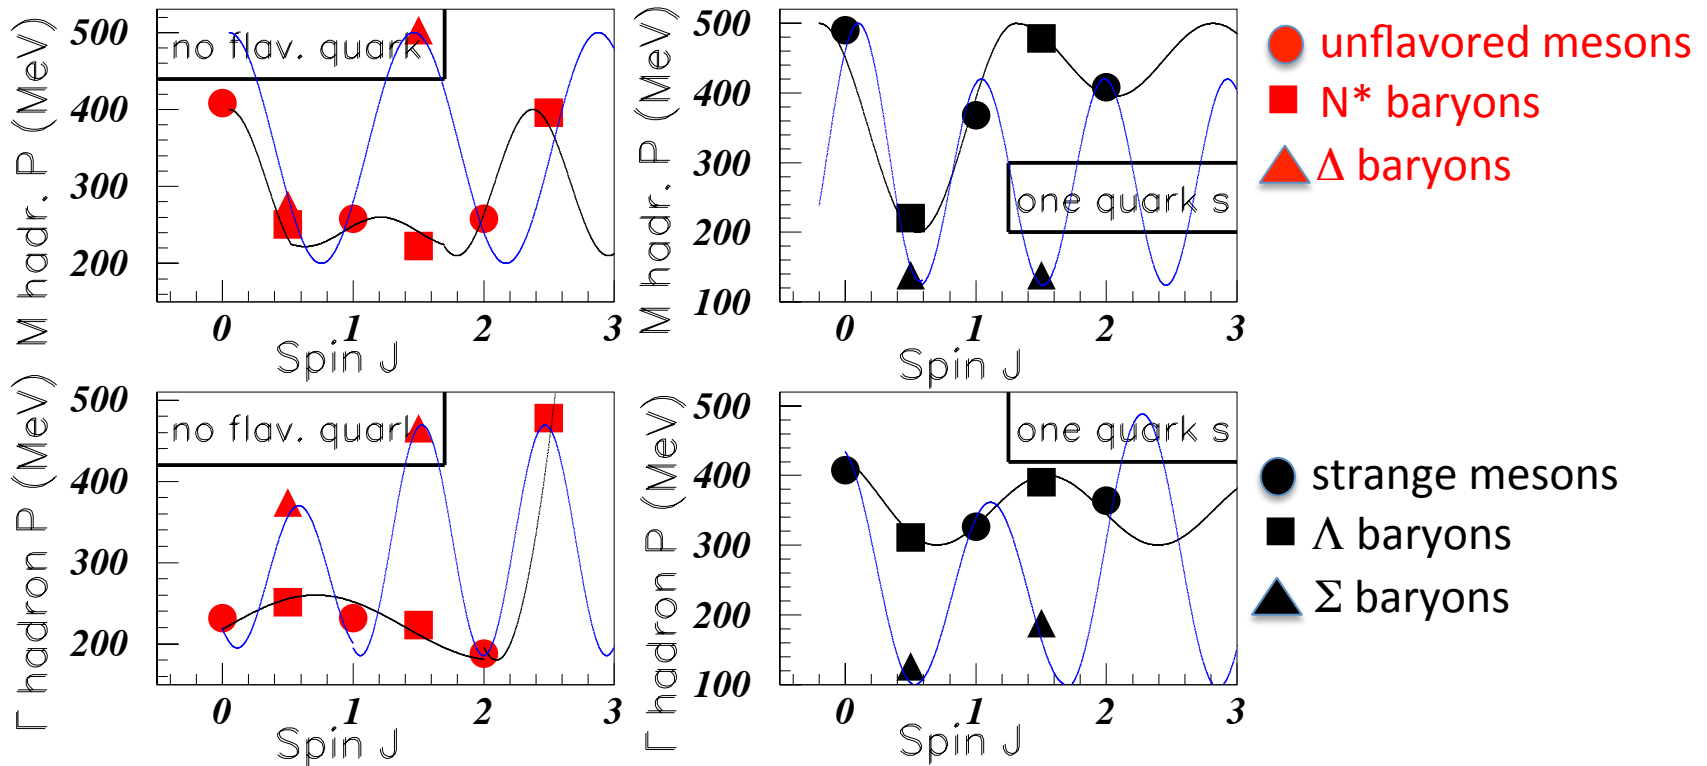 M hadr. P (MeV)
500
400
300
200
no flav. quark
0 1 2 3
Spin J
M hadr. P (MeV)
500
400
300
200
100
one quark s
0 1 2 3
Spin J
unflavored mesons
N* baryons
Δ baryons
Γ hadron P (MeV)
500
400
300
200
no flav. quark
0 1 2 3
Spin J
Γ hadron P (MeV)
500
400
300
200
100
one quark s
0 1 2 3
Spin J
strange mesons
Λ baryons
Σ baryons